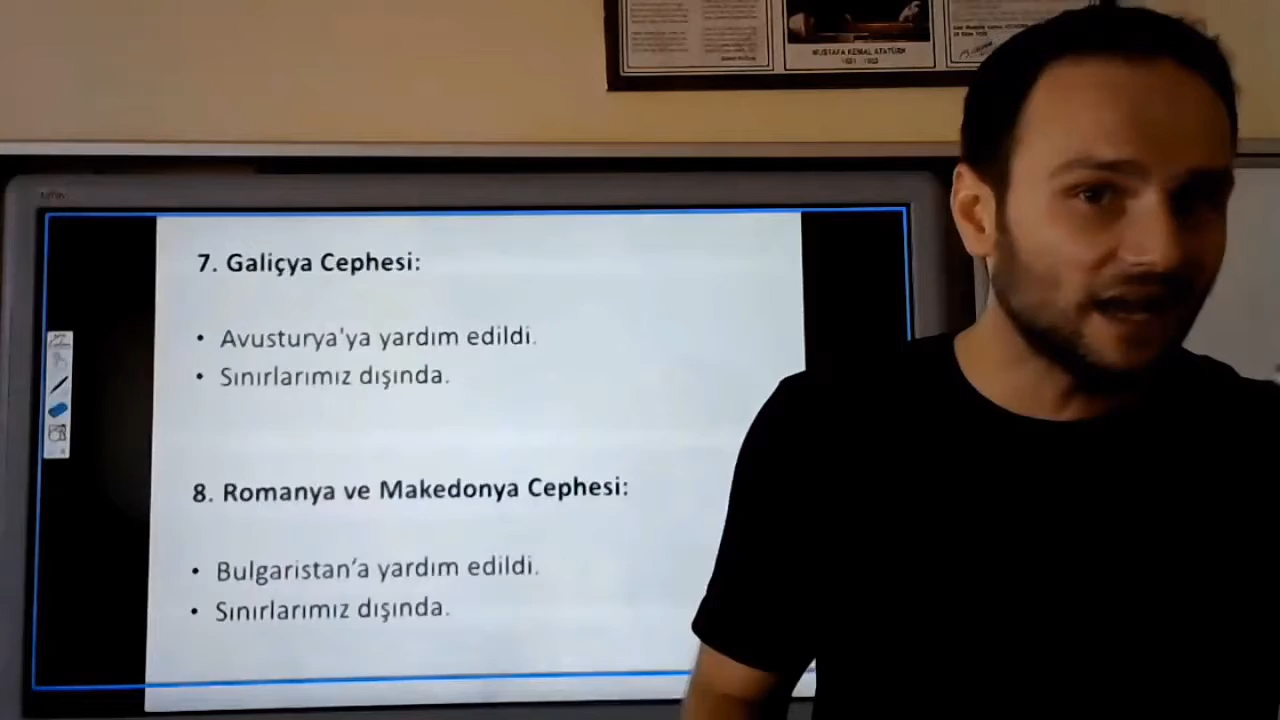 MUSTAFA KEMAL ATATÜRK
7. Galiçya Cephesi:
• Avusturya'ya yardım edildi.
• Sınırlarımız dışında.
8. Romanya ve Makedonya Cephesi:
• Bulgaristan'a yardım edildi.
• Sınırlarımız dışında.